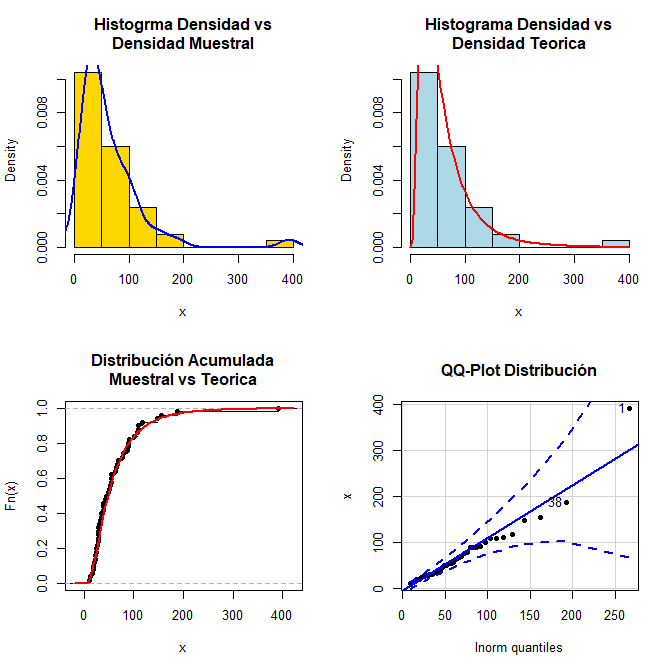 Histogrma Densidad vs
Densidad Muestral
Density
0.000
0.004
0.008
0
100
200
300
400
x
Histograma Densidad vs
Densidad Teorica
Density
0.000
0.004
0.008
0
100
200
300
400
x
Distribución Acumulada
Muestral vs Teorica
Fn(x)
0.0
0.2
0.4
0.6
0.8
1.0
0
100
200
300
400
x
QQ-Plot Distribución
x
0
100
200
300
400
1
38
0
50
100
150
200
250
lnorm quantiles